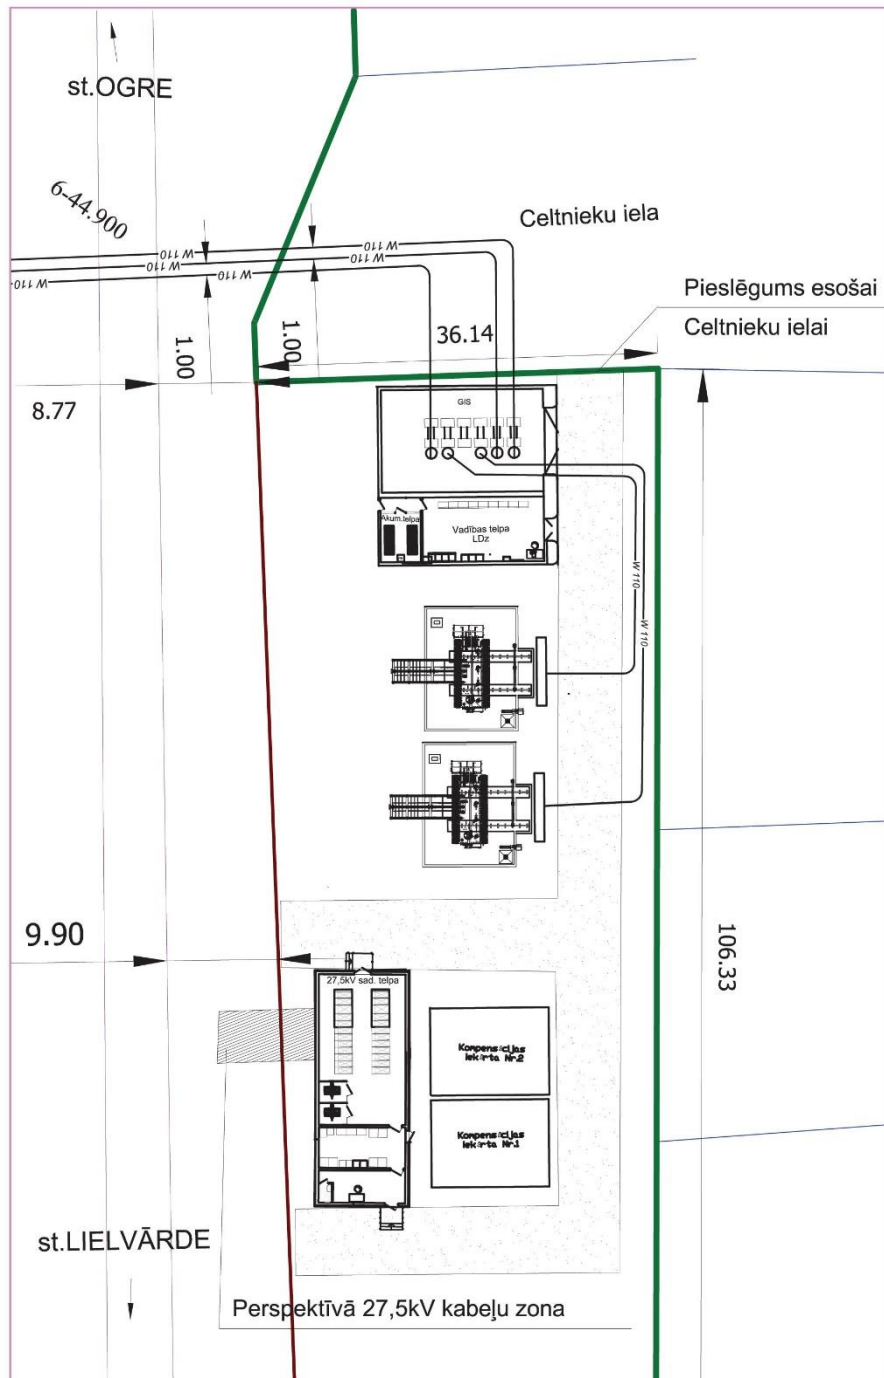 st.OGRE
6-44.900
Celtnieku iela
W 110
W 110
W 110
W 110
W 110
W 110
W 110
Pieslēgums esošai
Celtnieku ielai
1.00
1.00
36.14
8.77
GIS
Akum.telpa
Vadības telpa
LDz
W 110
W 110
9.90
106.33
27,5kV sad. telpa
Kompensācijas
iekārta Nr.2
Kompensācijas
iekārta Nr.1
st.LIELVĀRDE
Perspektīvā 27,5kV kabeļu zona